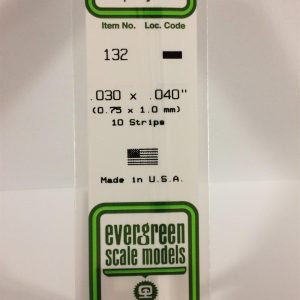 Item No. Loc. Code
132
.030 x .040"
(0.75 x 1.0 mm)
10 Strips
Made in U.S.A.
evergreen
scale models